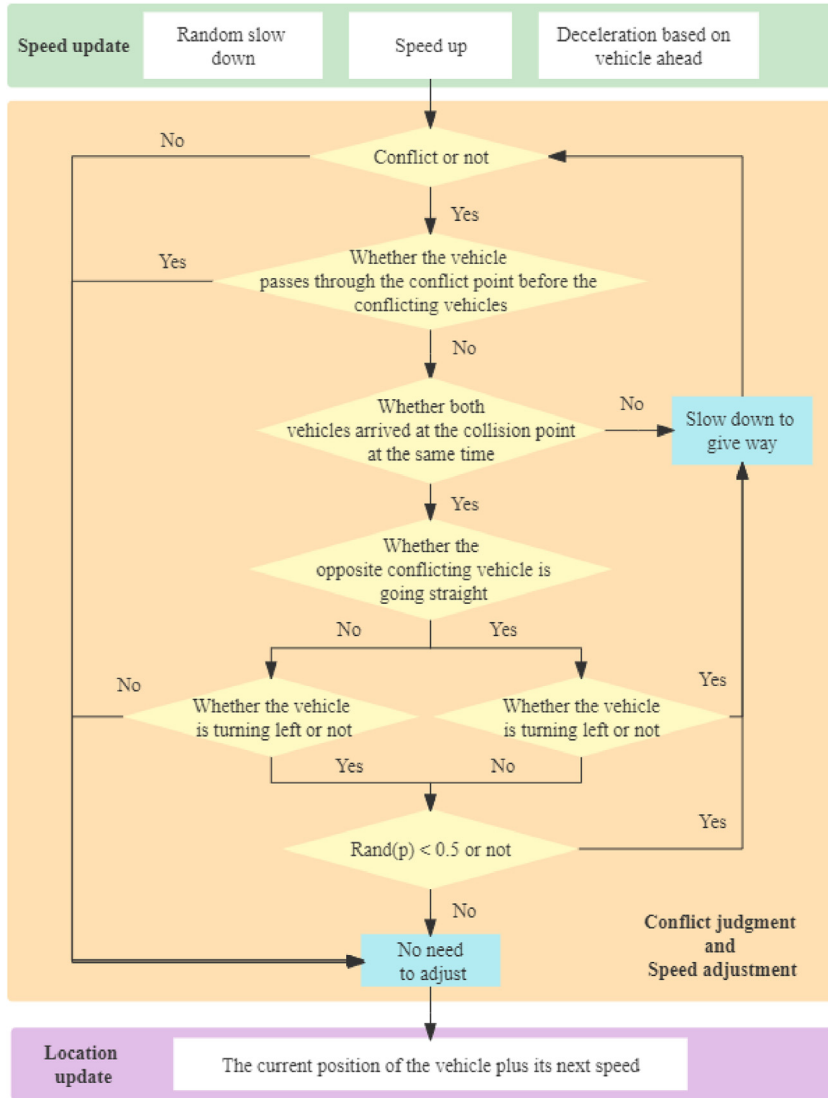 Speed update
Random slow
down
Speed up
Deceleration based on
vehicle ahead
No
Conflict or not
Yes
Yes
Whether the vehicle
passes through the conflict point before the
conflicting vehicles
No
Whether both
vehicles arrived at the collision point
at the same time
No
Slow down to
give way
Yes
Whether the
opposite conflicting vehicle is
going straight
No
Yes
No
Whether the vehicle
is turning left or not
Whether the vehicle
is turning left or not
Yes
Yes
No
Rand(p) < 0.5 or not
Yes
No
No need
to adjust
Conflict judgment
and
Speed adjustment
Location
update
The current position of the vehicle plus its next speed